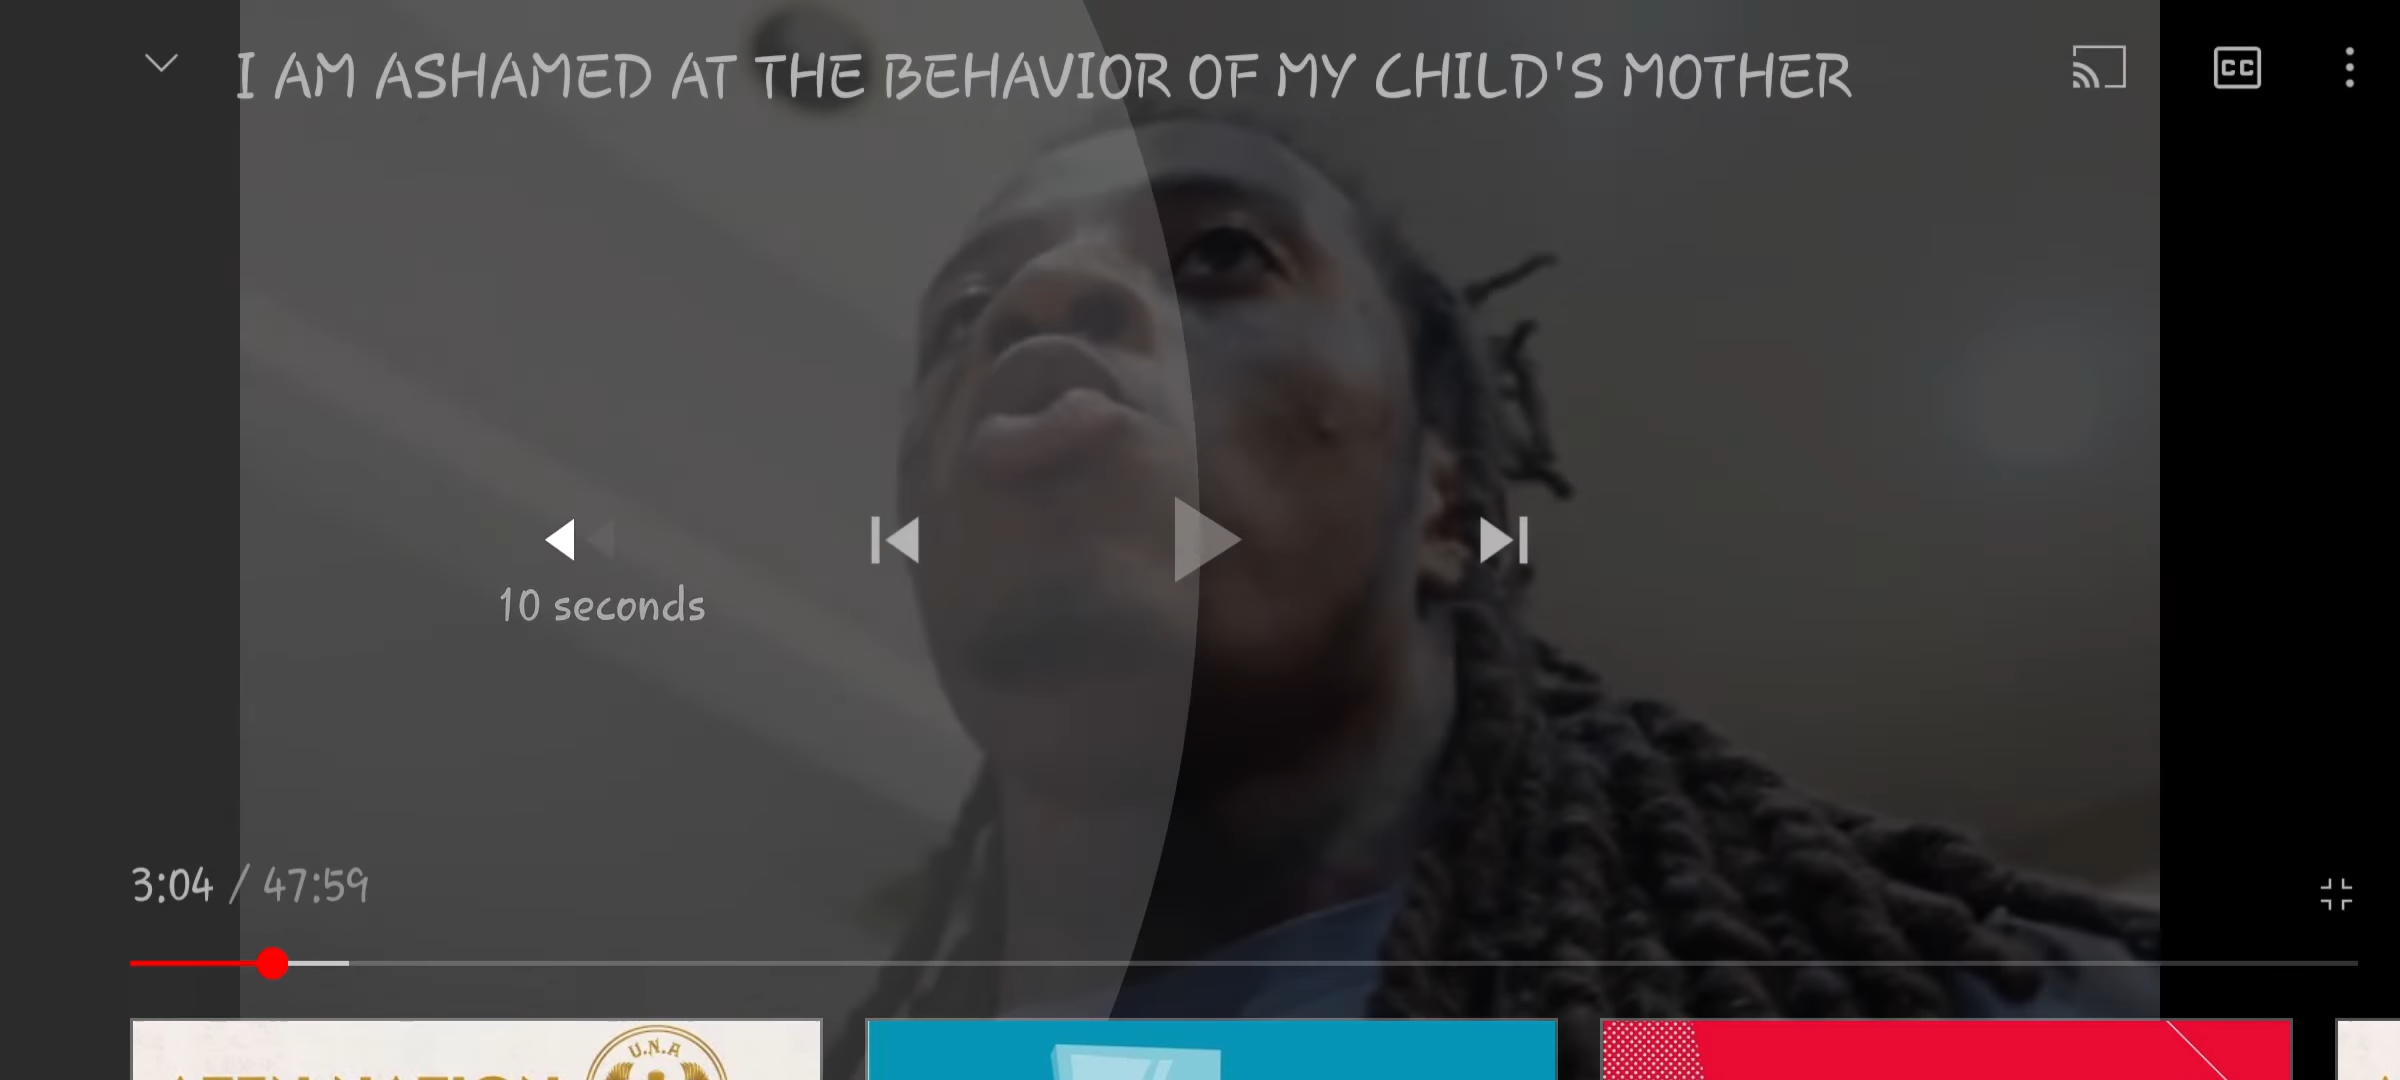 I AM ASHAMED AT THE BEHAVIOR OF MY CHILD'S MOTHER
CC
10 seconds
3:04 / 47:59
U.N.A